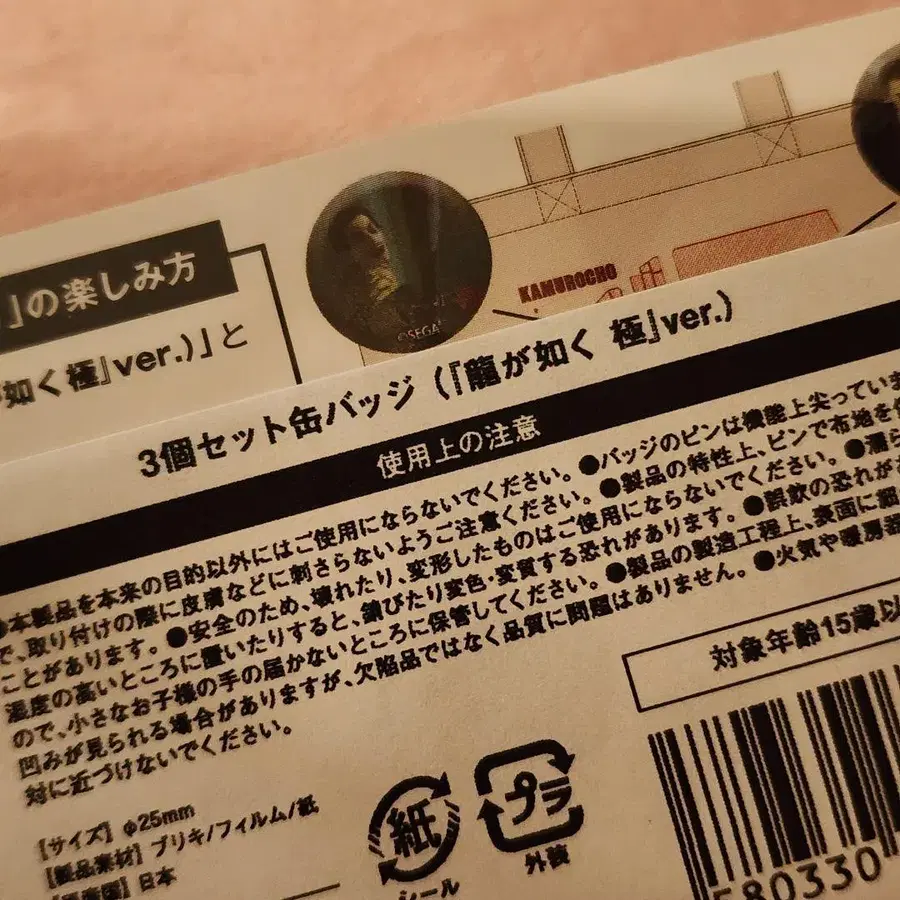 」の楽しみ方
如く 極』ver.)」と
©SEGA
KAMUROCHO
3個セット缶バッジ(『龍が如く 極』ver.)
使用上の注意
●本製品を本来の目的以外にはご使用にならないでください。●バッジのピンは機能上尖っていま
で、取り付けの際に皮膚などに刺さらないようご注意ください。●製品の特性上、ピンで布地を
ことがあります。●安全のため、壊れたり、変形したものはご使用にならないでください。●濡ら
湿度の高いところに置いたりすると、錆びたり変色・変質する恐れがあります。●誤飲の恐れが
ので、小さなお子様の手の届かないところに保管してください。●製品の製造工程上、表面に細
凹みが見られる場合がありますが、欠陥品ではなく品質に問題はありません。●火気や暖房器
対に近づけないでください。
対象年齢15歳以
【サイズ】φ25mm
【製品素材】ブリキ/フィルム/紙
【原産国】日本
紙
シール
プラ
外装
580330